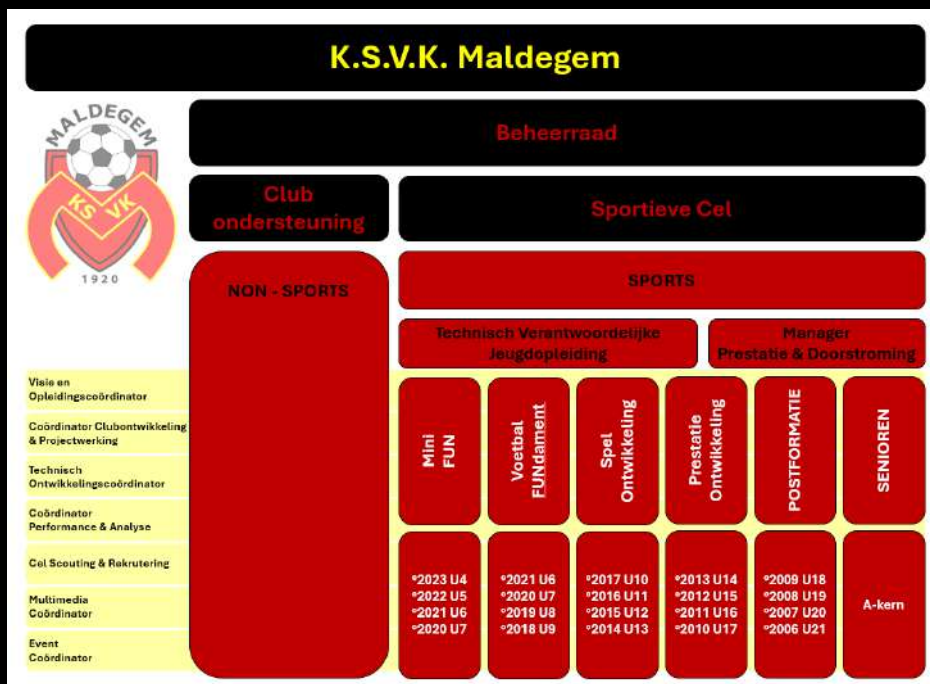 K.S.V.K. Maldegem
MALDEGEM
KS VK
1920
Beheerraad
Club
ondersteuning
Sportieve Cel
NON - SPORTS
SPORTS
Technisch Verantwoordelijke
Jeugdopleiding
Manager
Prestatie & Doorstroming
Visie en
Opleidingscoördinator
Coördinator Clubontwikkeling
& Projectwerking
Technisch
Ontwikkelingscoördinator
Coördinator
Performance & Analyse
Cel Scouting & Rekrutering
Multimedia
Coördinator
Event
Coördinator
Mini
FUN
Voetbal
FUNdament
Spel
Ontwikkeling
Prestatie
Ontwikkeling
POSTFORMATIE
SENIOREN
°2023 U4
°2022 U5
°2021 U6
°2020 U7
°2021 U6
°2020 U7
°2019 U8
°2018 U9
°2017 U10
°2016 U11
°2015 U12
°2014 U13
°2013 U14
°2012 U15
°2011 U16
°2010 U17
°2009 U18
°2008 U19
°2007 U20
°2006 U21
A-kern